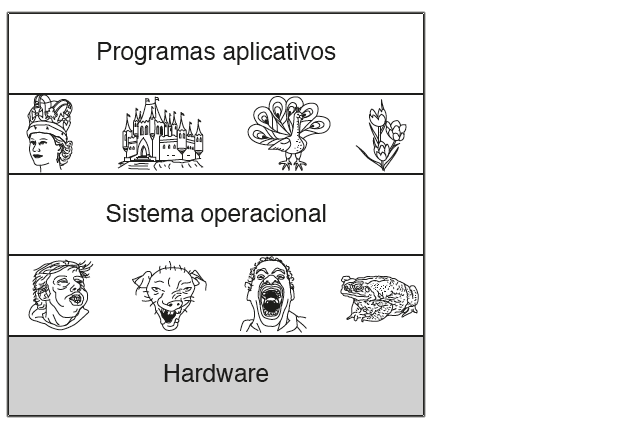 Programas aplicativos
Sistema operacional
Hardware